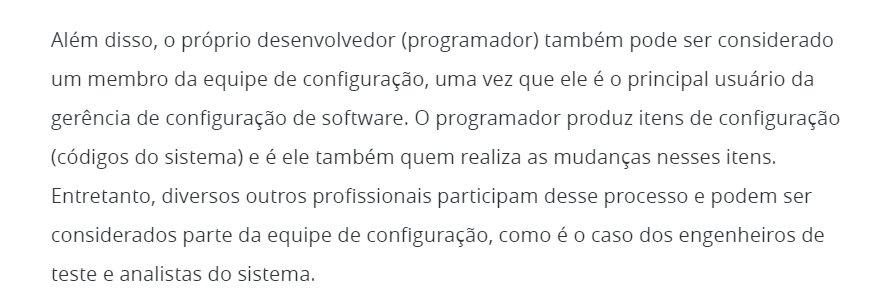 Além disso, o próprio desenvolvedor (programador) também pode ser considerado
um membro da equipe de configuração, uma vez que ele é o principal usuário da
gerência de configuração de software. O programador produz itens de configuração
(códigos do sistema) e é ele também quem realiza as mudanças nesses itens.
Entretanto, diversos outros profissionais participam desse processo e podem ser
considerados parte da equipe de configuração, como é o caso dos engenheiros de
teste e analistas do sistema.